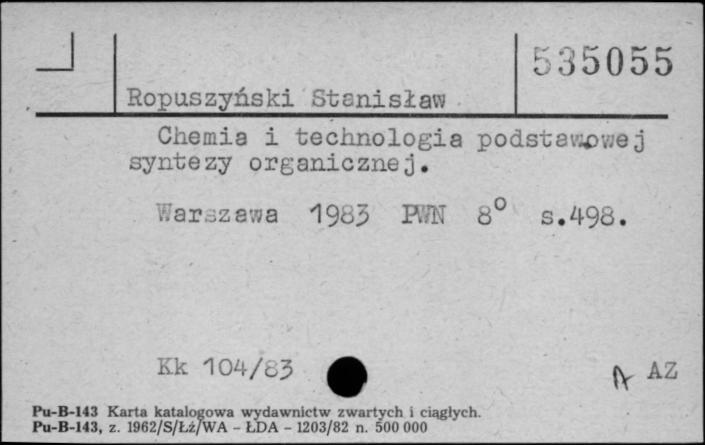 535055
Ropuszyński Stanisław
Chemia i technologia podstawowej
syntezy organicznej.
Warszawa 1983 PWN 8° s.498.
Kk 104/83
A AZ
Pu-B-143 Karta katalogowa wydawnictw zwartych i ciągłych.
Pu-B-143, z. 1962/S/Łż/WA - ŁDA - 1203/82 n. 500 000